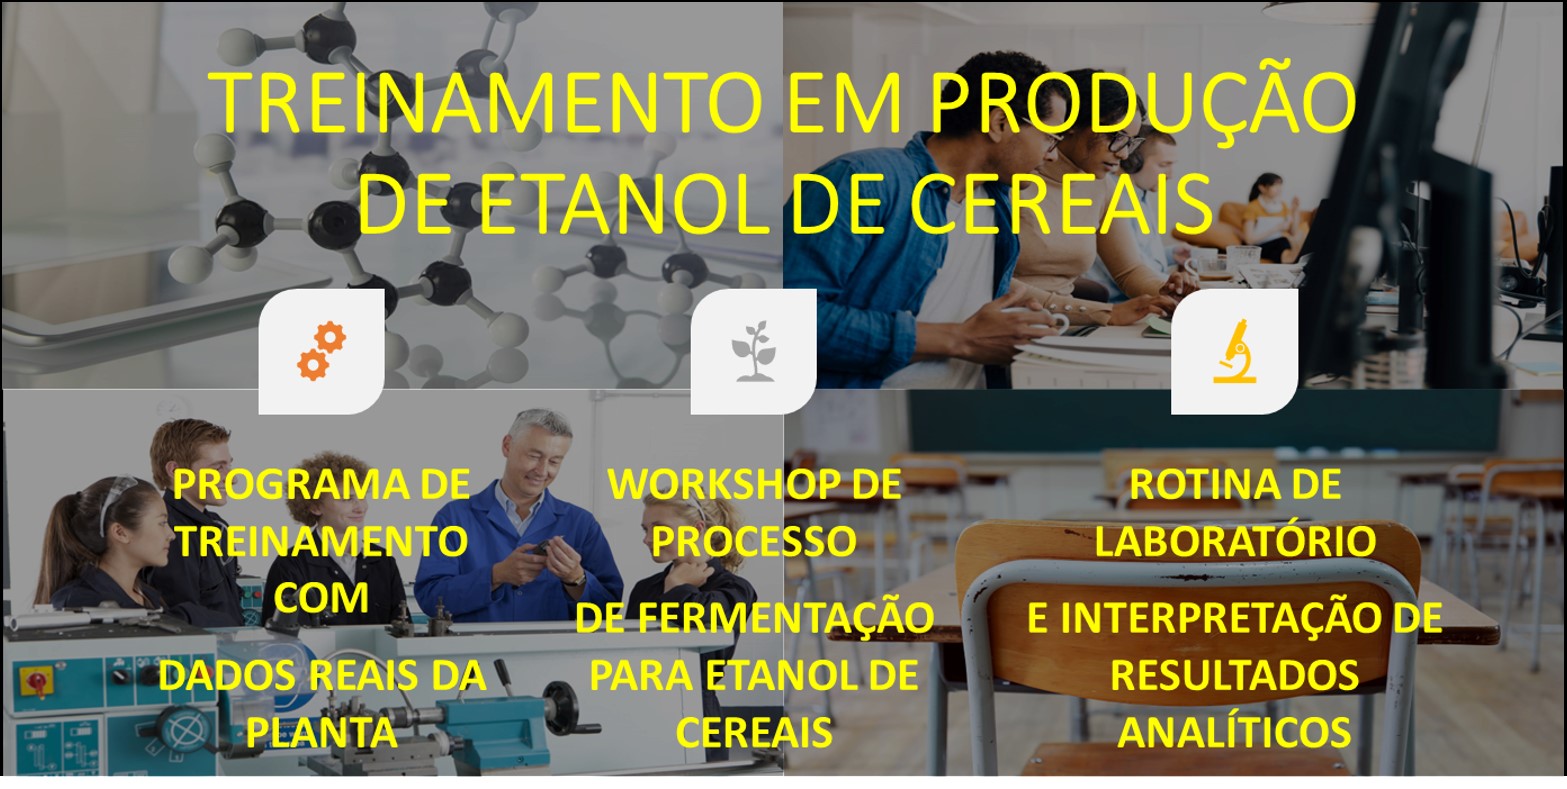 TREINAMENTO EM PRODUÇÃO
DE ETANOL DE CEREAIS
PROGRAMA DE
TREINAMENTO
COM
DADOS REAIS DA
PLANTA
WORKSHOP DE
PROCESSO
DE FERMENTAÇÃO
PARA ETANOL DE
CEREAIS
ROTINA DE
LABORATÓRIO
E INTERPRETAÇÃO DE
RESULTADOS
ANALÍTICOS